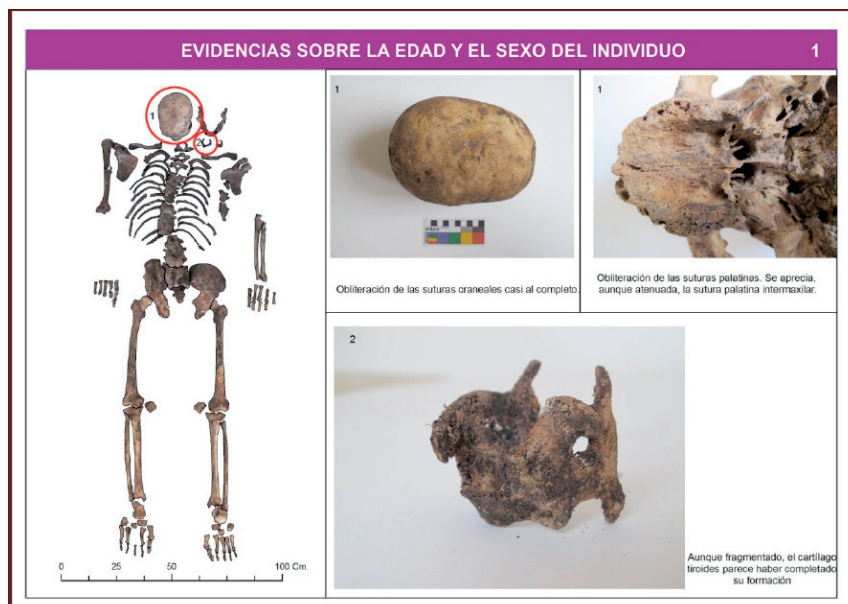 EVIDENCIAS SOBRE LA EDAD Y EL SEXO DEL INDIVIDUO 1
1
2
0 25 50 75 100 Cm.
1
Obliteración de las suturas craneales casi al completo.
1
Obliteración de las suturas palatinas. Se aprecia,
aunque atenuada, la sutura palatina intermaxilar.
2
Aunque fragmentado, el cartílago
tiroides parece haber completado
su formación